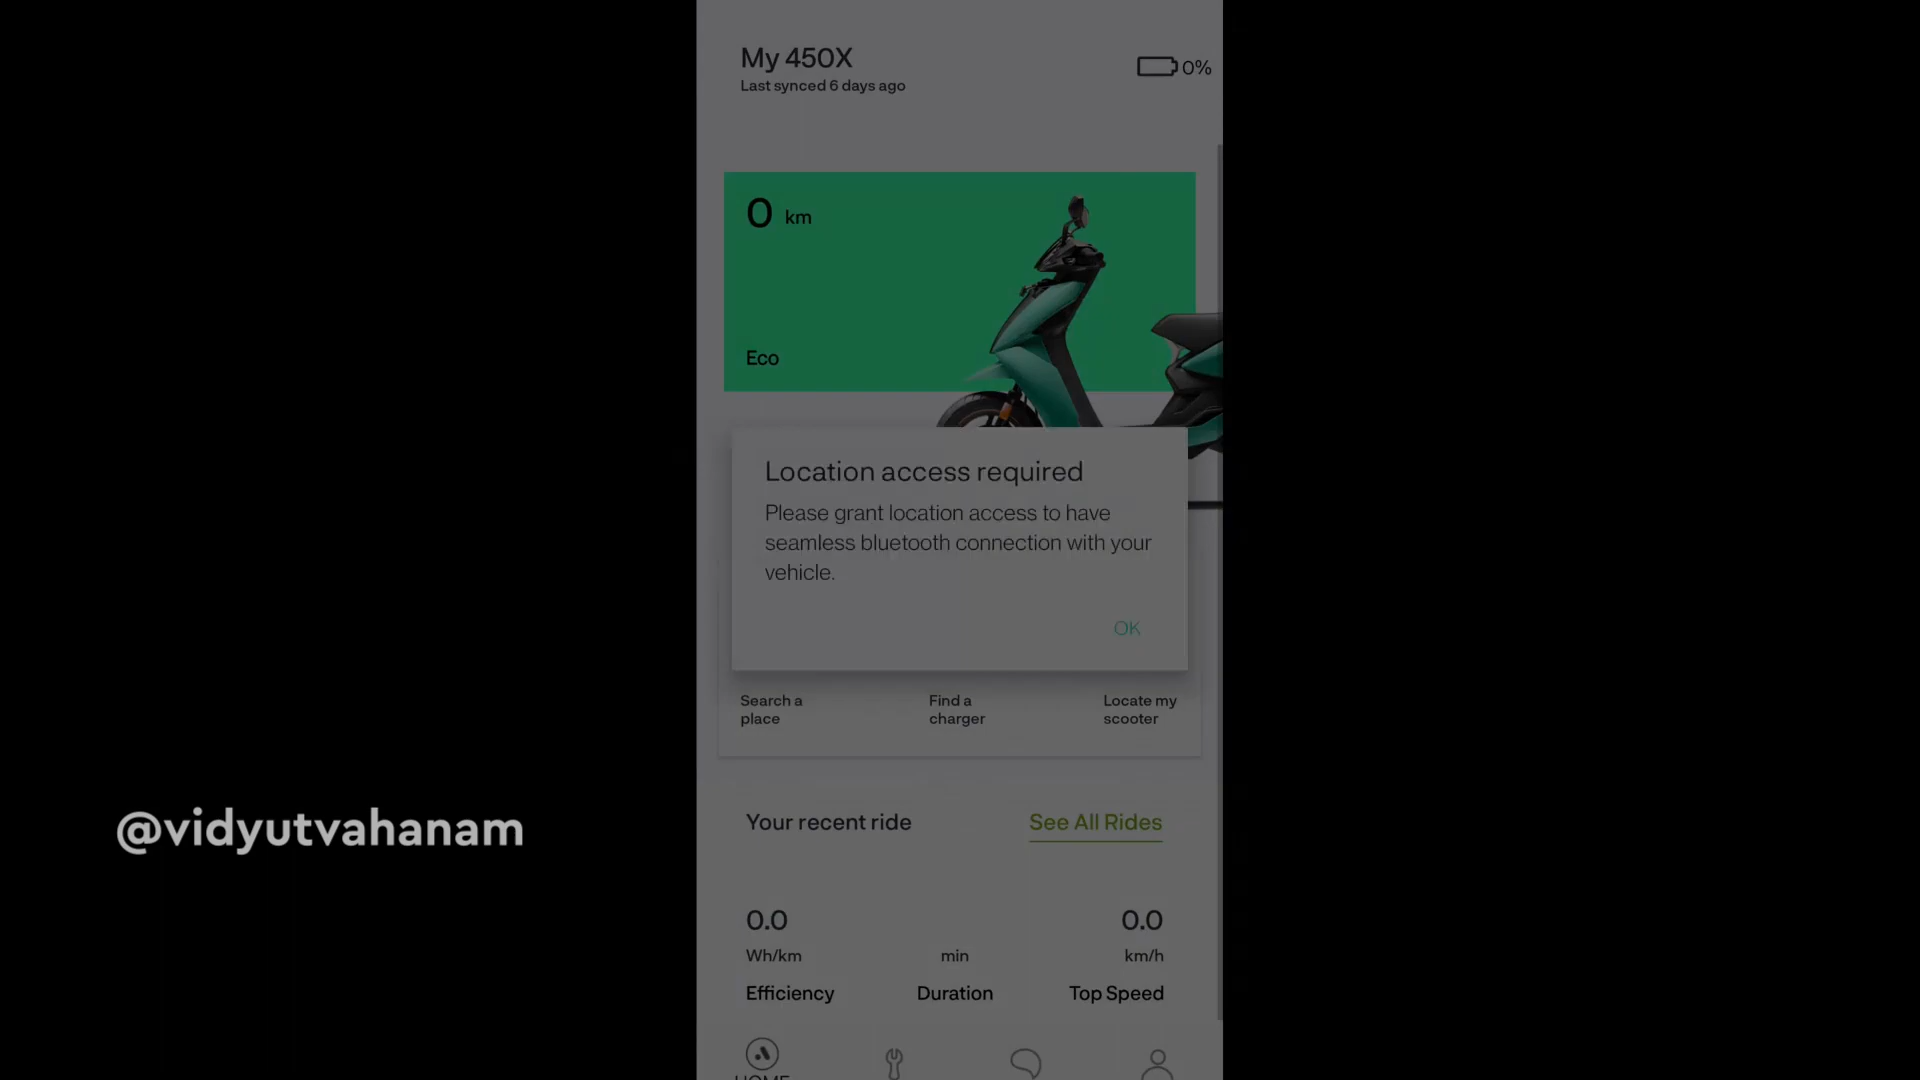 My 450X
0%
Last synced 6 days ago
0 km
Eco
Location access required
Please grant location access to have
seamless bluetooth connection with your
vehicle.
OK
Search a
place
Find a
charger
Locate my
scooter
@vidyutvahanam
Your recent ride
See All Rides
0.0
0.0
Wh/km
min
km/h
Efficiency
Duration
Top Speed
HOME